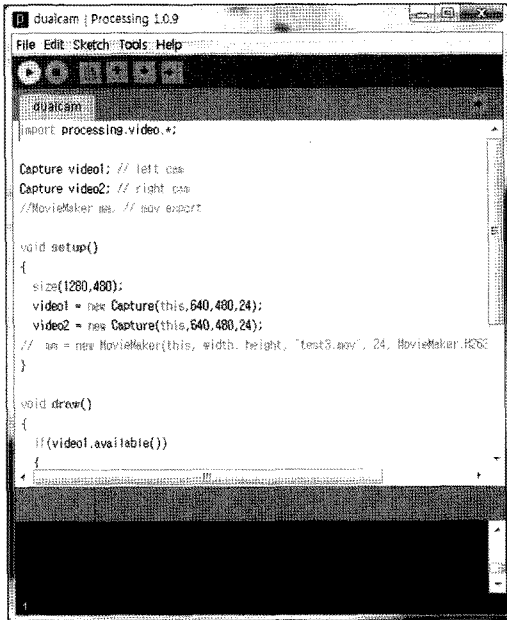 dualcam | Processing 1.0.9
File Edit Sketch Tools Help
dualcam
import processing.video.*;
Capture video1; // left cam
Capture video2; // right cam
//MovieMaker mm, // mov export
void setup()
{
size(1280,480);
video1 = new Capture(this,640,480,24);
video2 = new Capture(this,640,480,24);
// mm = new MovieMaker(this, width, height, "test3.mov", 24, MovieMaker.H263
}
void draw()
{
if(video1.available())
{
1